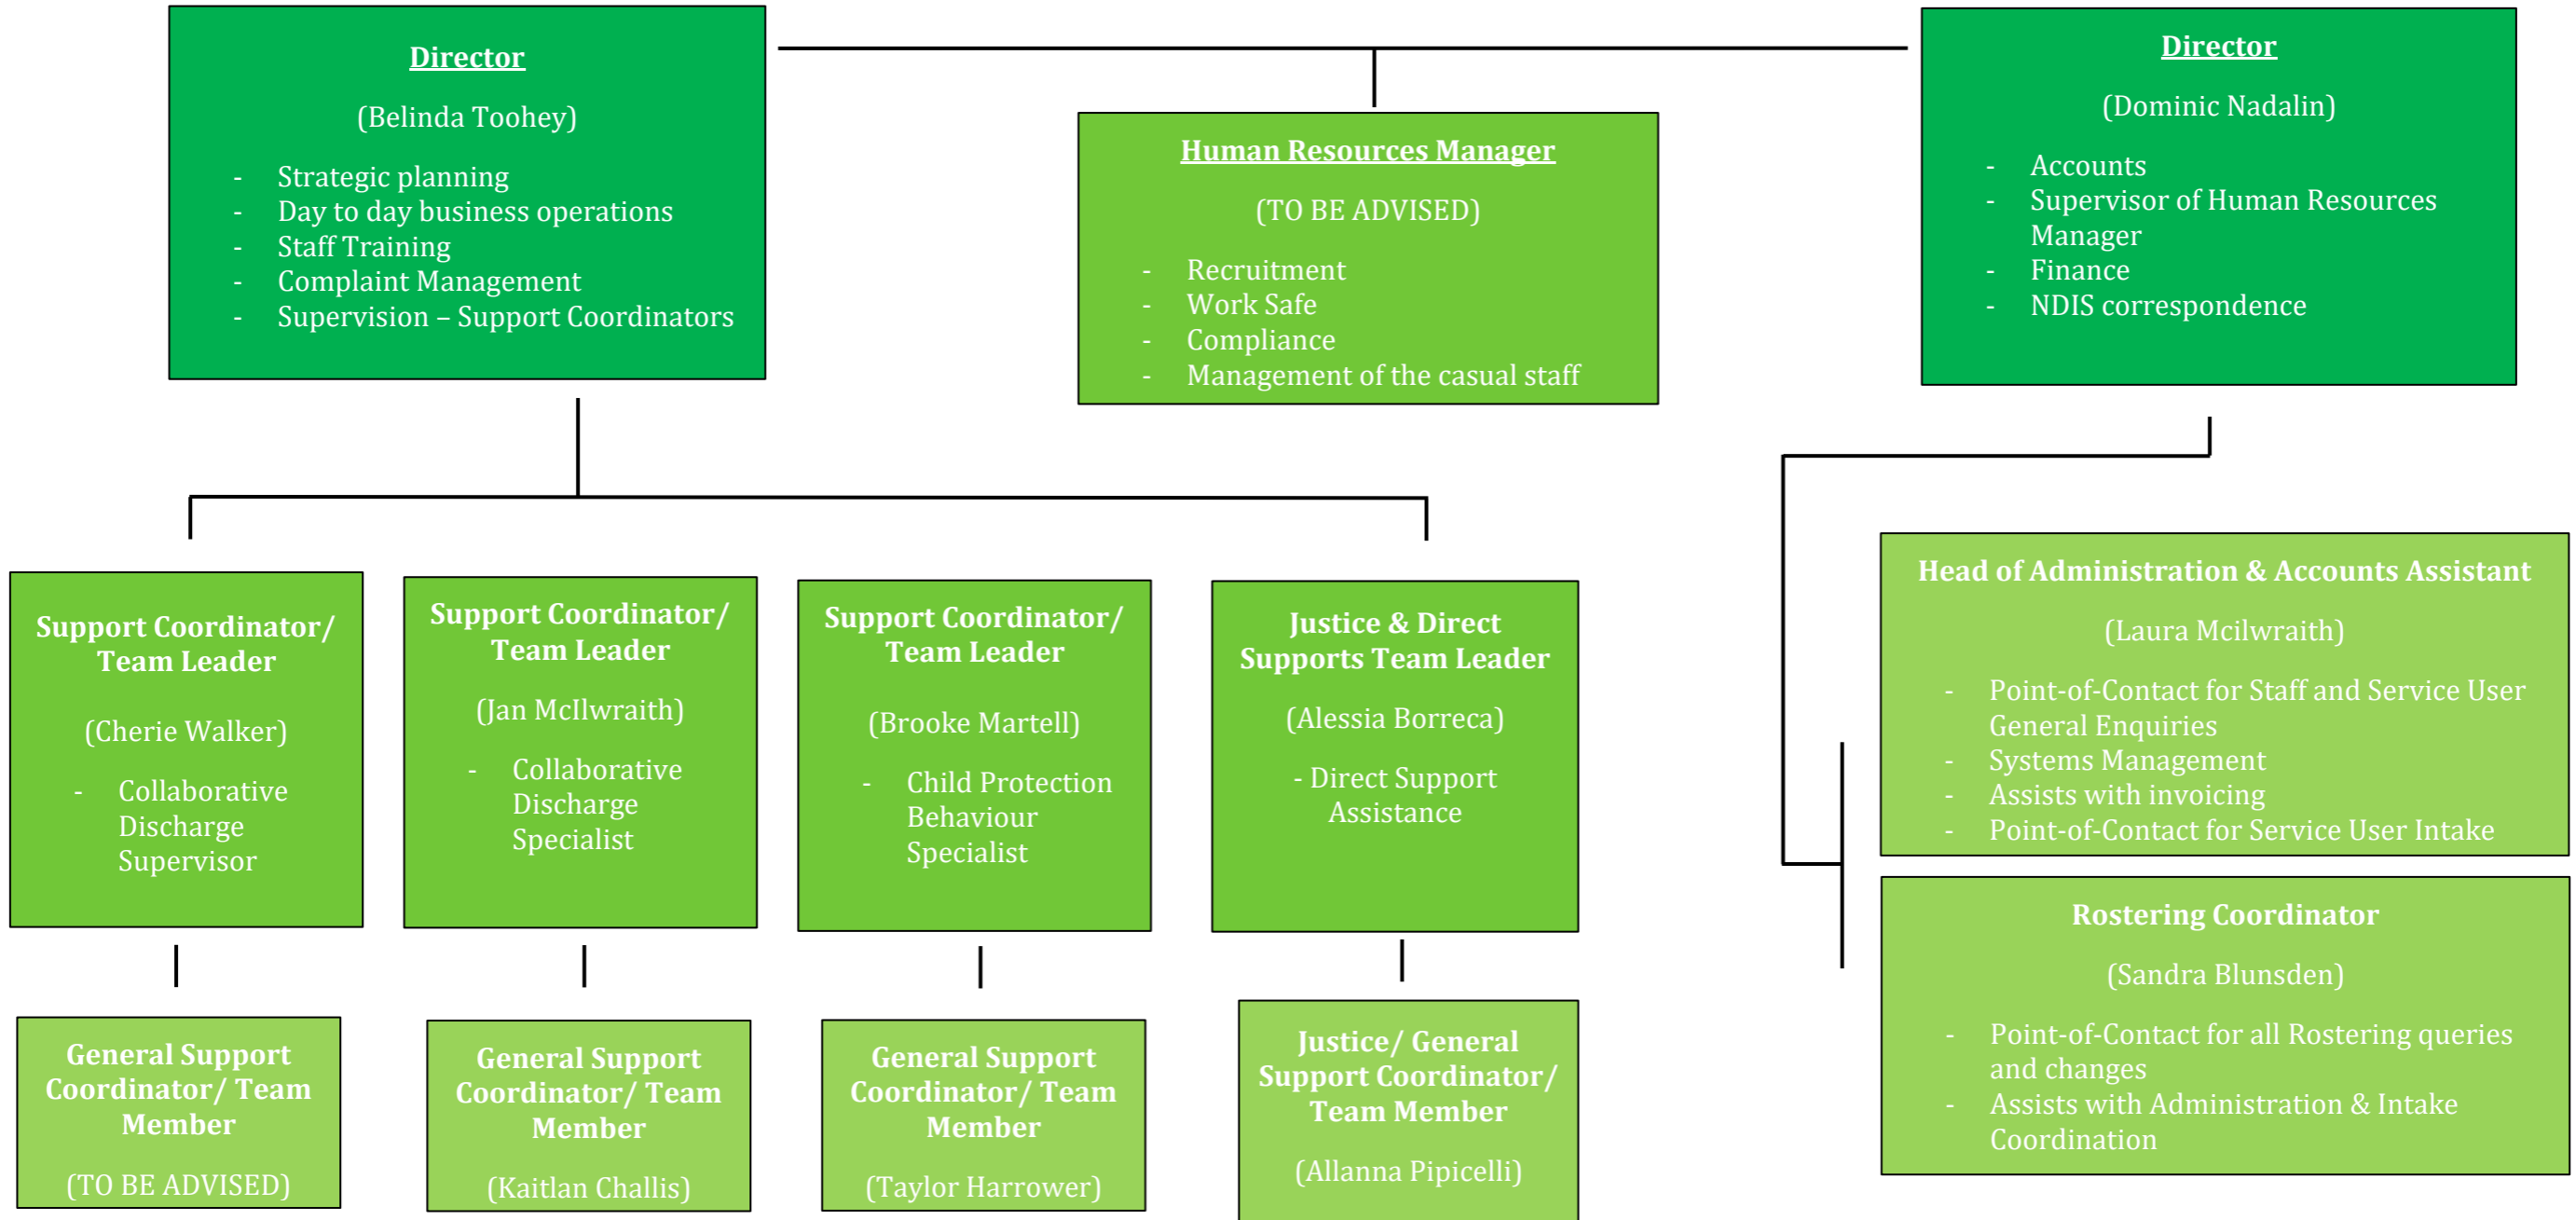 Director
(Belinda Toohey)
- Strategic planning
- Day to day business operations
- Staff Training
- Complaint Management
- Supervision – Support Coordinators
Human Resources Manager
(TO BE ADVISED)
- Recruitment
- Work Safe
- Compliance
- Management of the casual staff
Director
(Dominic Nadalin)
- Accounts
- Supervisor of Human Resources
Manager
- Finance
- NDIS correspondence
Support Coordinator/
Team Leader
(Cherie Walker)
- Collaborative
Discharge
Supervisor
Support Coordinator/
Team Leader
(Jan McIlwraith)
- Collaborative
Discharge
Specialist
Support Coordinator/
Team Leader
(Brooke Martell)
- Child Protection
Behaviour
Specialist
Justice & Direct
Supports Team Leader
(Alessia Borreca)
- Direct Support
Assistance
Head of Administration & Accounts Assistant
(Laura Mcilwraith)
- Point-of-Contact for Staff and Service User
General Enquiries
- Systems Management
- Assists with invoicing
- Point-of-Contact for Service User Intake
Rostering Coordinator
(Sandra Blunsden)
- Point-of-Contact for all Rostering queries
and changes
- Assists with Administration & Intake
Coordination
General Support
Coordinator/ Team
Member
(TO BE ADVISED)
General Support
Coordinator/ Team
Member
(Kaitlan Challis)
General Support
Coordinator/ Team
Member
(Taylor Harrower)
Justice/ General
Support Coordinator/
Team Member
(Allanna Pipicelli)